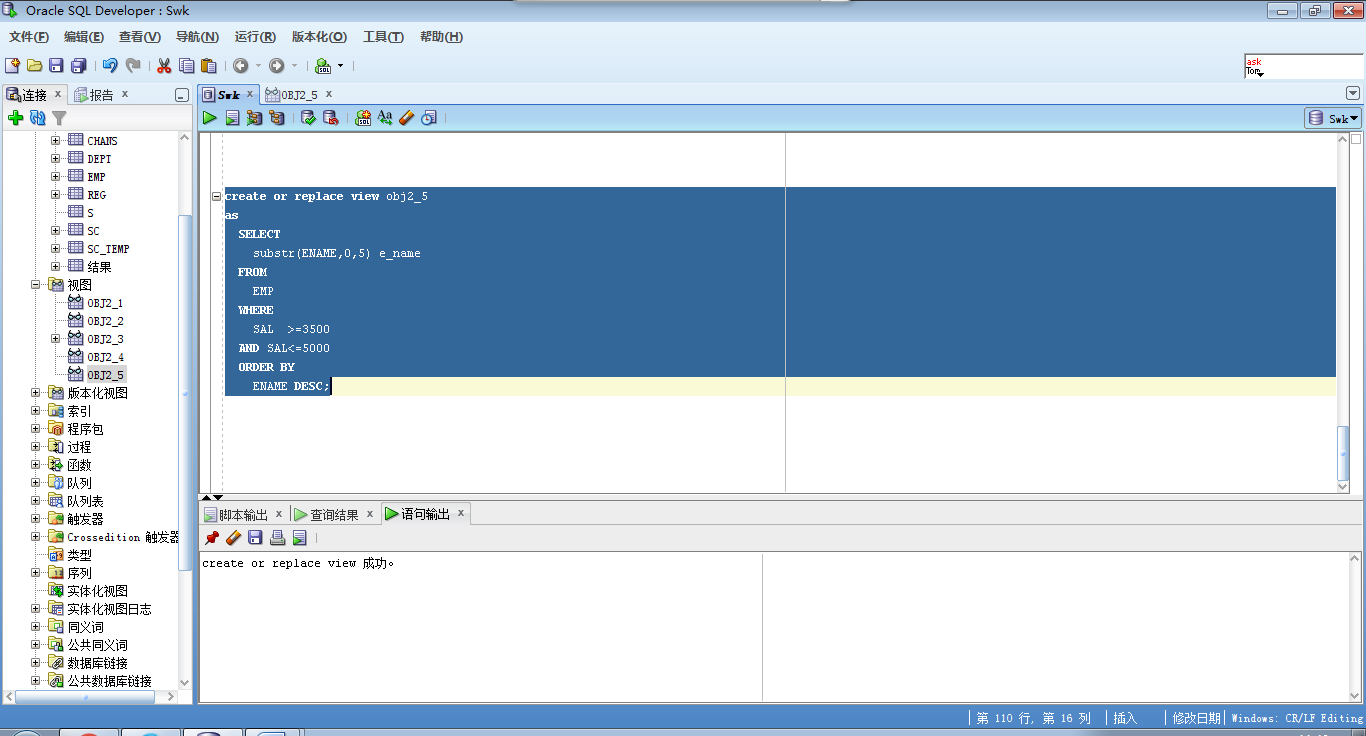 Oracle SQL Developer : Swk
文件(F) 编辑(E) 查看(V) 导航(N) 运行(R) 版本化(O) 工具(T) 帮助(H)
SQL
ask
Tom
连接 x 报告 x
Swk x OBJ2_5 x
Swk
CHANS
DEPT
EMP
REG
S
SC
SC_TEMP
结果
视图
OBJ2_1
OBJ2_2
OBJ2_3
OBJ2_4
OBJ2_5
版本化视图
索引
程序包
过程
函数
队列
队列表
触发器
Crossedition 触发器
类型
序列
实体化视图
实体化视图日志
同义词
公共同义词
数据库链接
公共数据库链接
create or replace view obj2_5
as
SELECT
substr(ENAME,0,5) e_name
FROM
EMP
WHERE
SAL >=3500
AND SAL<=5000
ORDER BY
ENAME DESC;
脚本输出 x 查询结果 x 语句输出 x
create or replace view 成功。
第 110 行, 第 16 列 插入 修改日期 Windows: CR/LF Editing